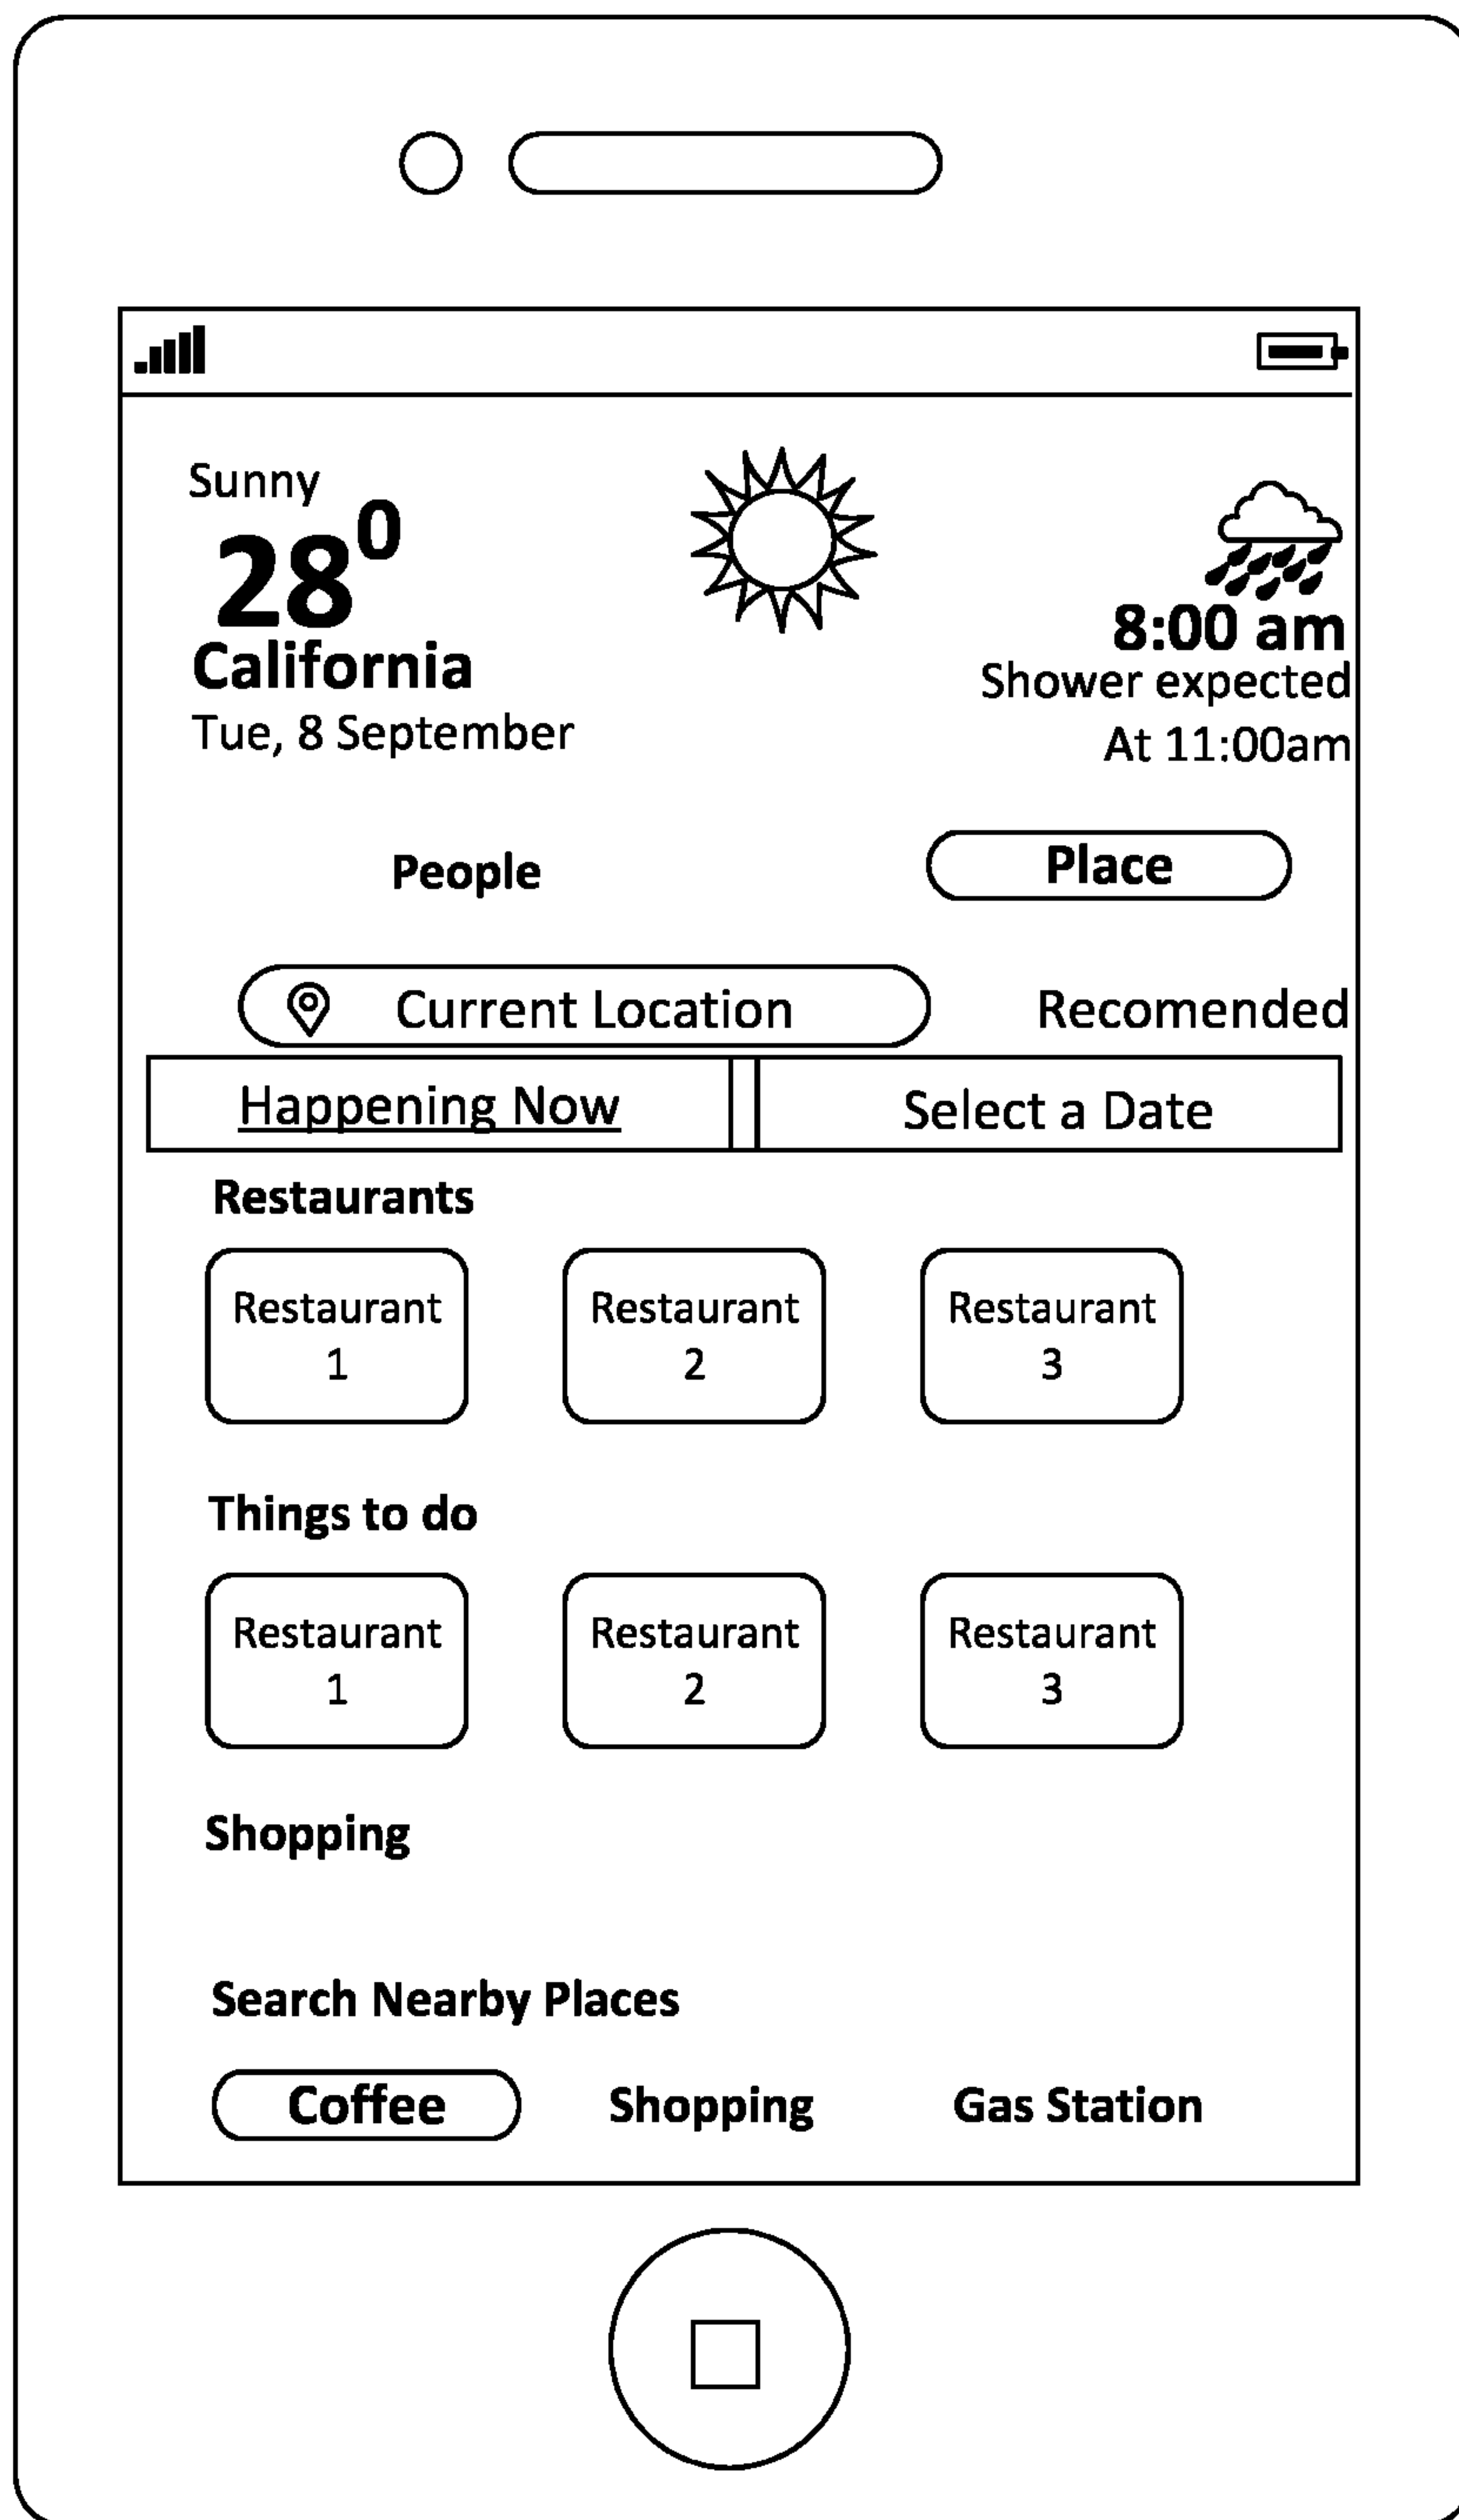 Sunny
28⁰
California
Tue, 8 September
8:00 am
Shower expected
At 11:00am
People
Place
Current Location
Recomended
Happening Now
Select a Date
Restaurants
Restaurant
1
Restaurant
2
Restaurant
3
Things to do
Restaurant
1
Restaurant
2
Restaurant
3
Shopping
Search Nearby Places
Coffee
Shopping
Gas Station